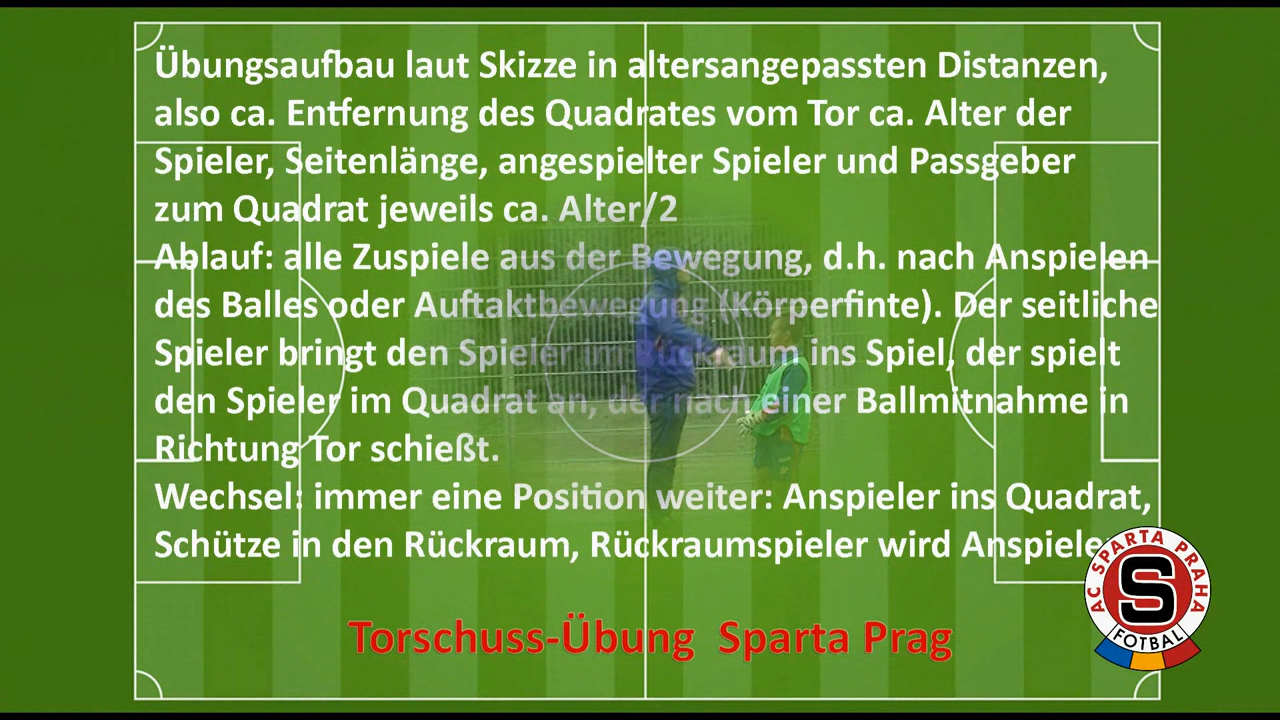 Übungsaufbau laut Skizze in altersangepassten Distanzen,
also ca. Entfernung des Quadrates vom Tor ca. Alter der
Spieler, Seitenlänge, angespielter Spieler und Passgeber
zum Quadrat jeweils ca. Alter/2
Ablauf: alle Zuspiele aus der Bewegung, d.h. nach Anspielen
des Balles oder Auftaktbewegung (Körperfinte). Der seitliche
Spieler bringt den Spieler im Rückraum ins Spiel, der spielt
den Spieler im Quadrat an, der nach einer Ballmitnahme in
Richtung Tor schießt.
Wechsel: immer eine Position weiter: Anspieler ins Quadrat,
Schütze in den Rückraum, Rückraumspieler wird Anspieler
AC SPARTA PRAHA
S
FOTBAL
Torschuss-Übung Sparta Prag